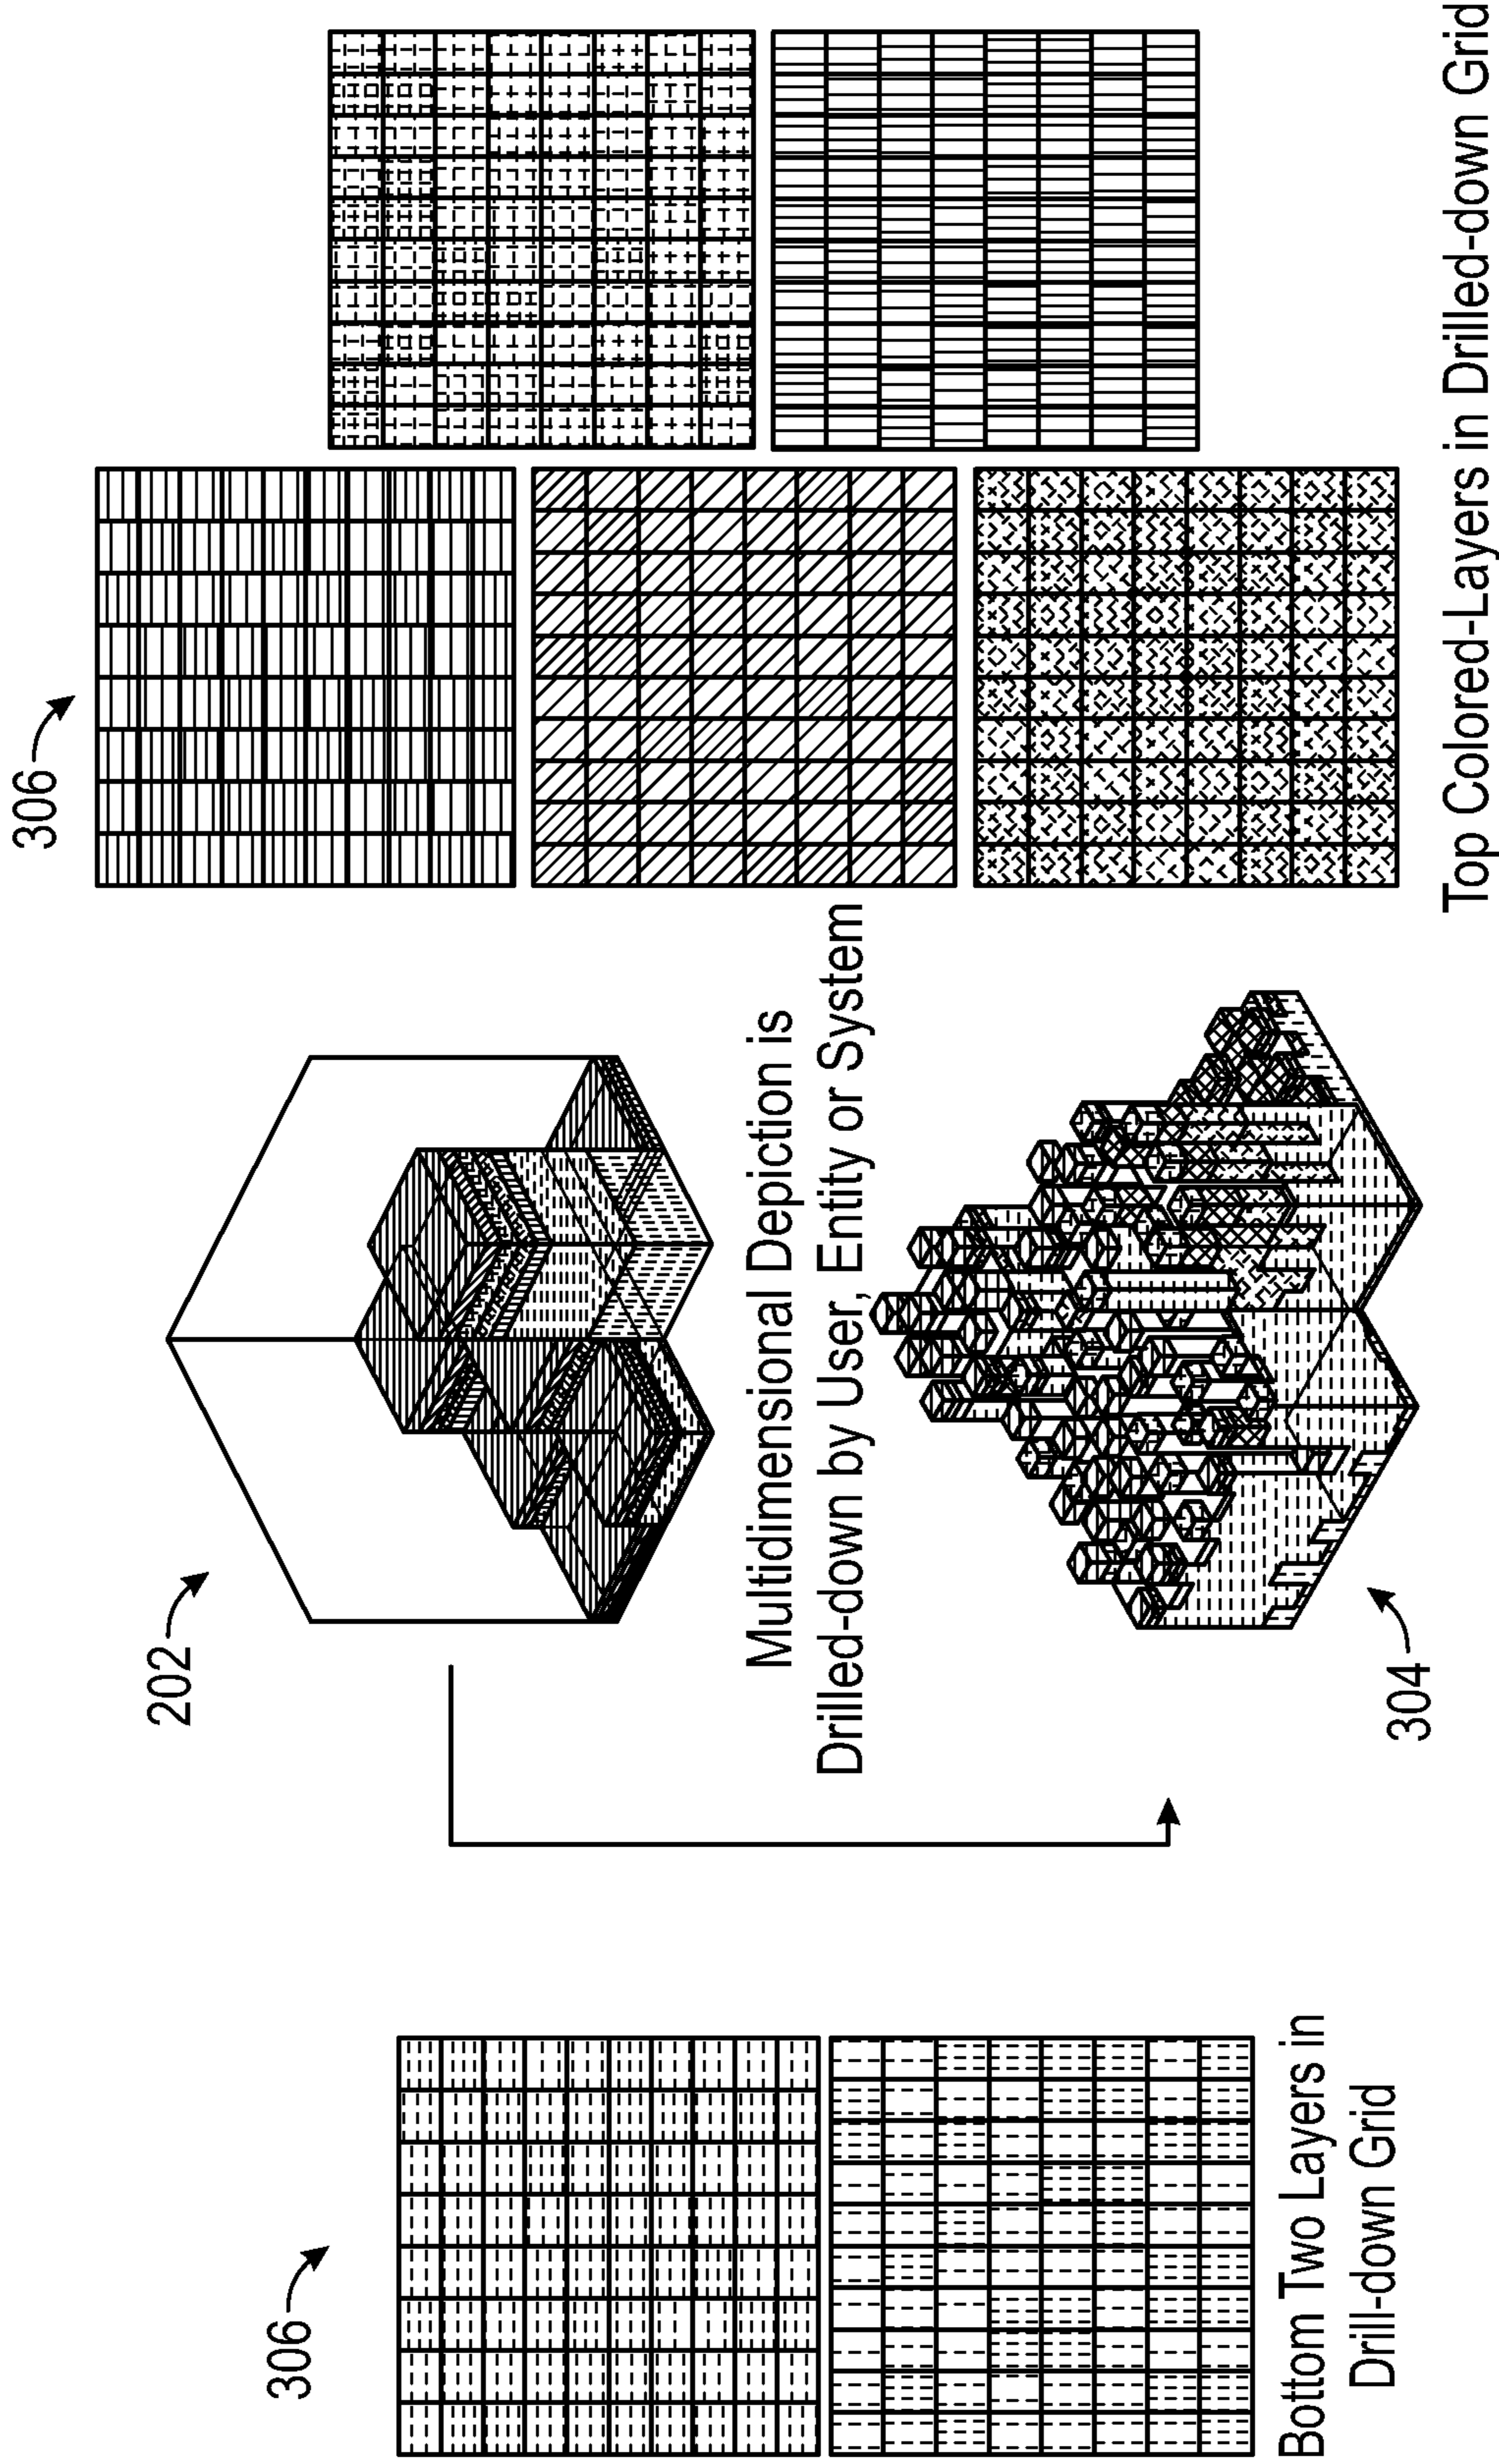 306
Bottom Two Layers in
Drill-down Grid
202
Multidimensional Depiction is
Drilled-down by User, Entity or System
304
306
Top Colored-Layers in Drilled-down Grid